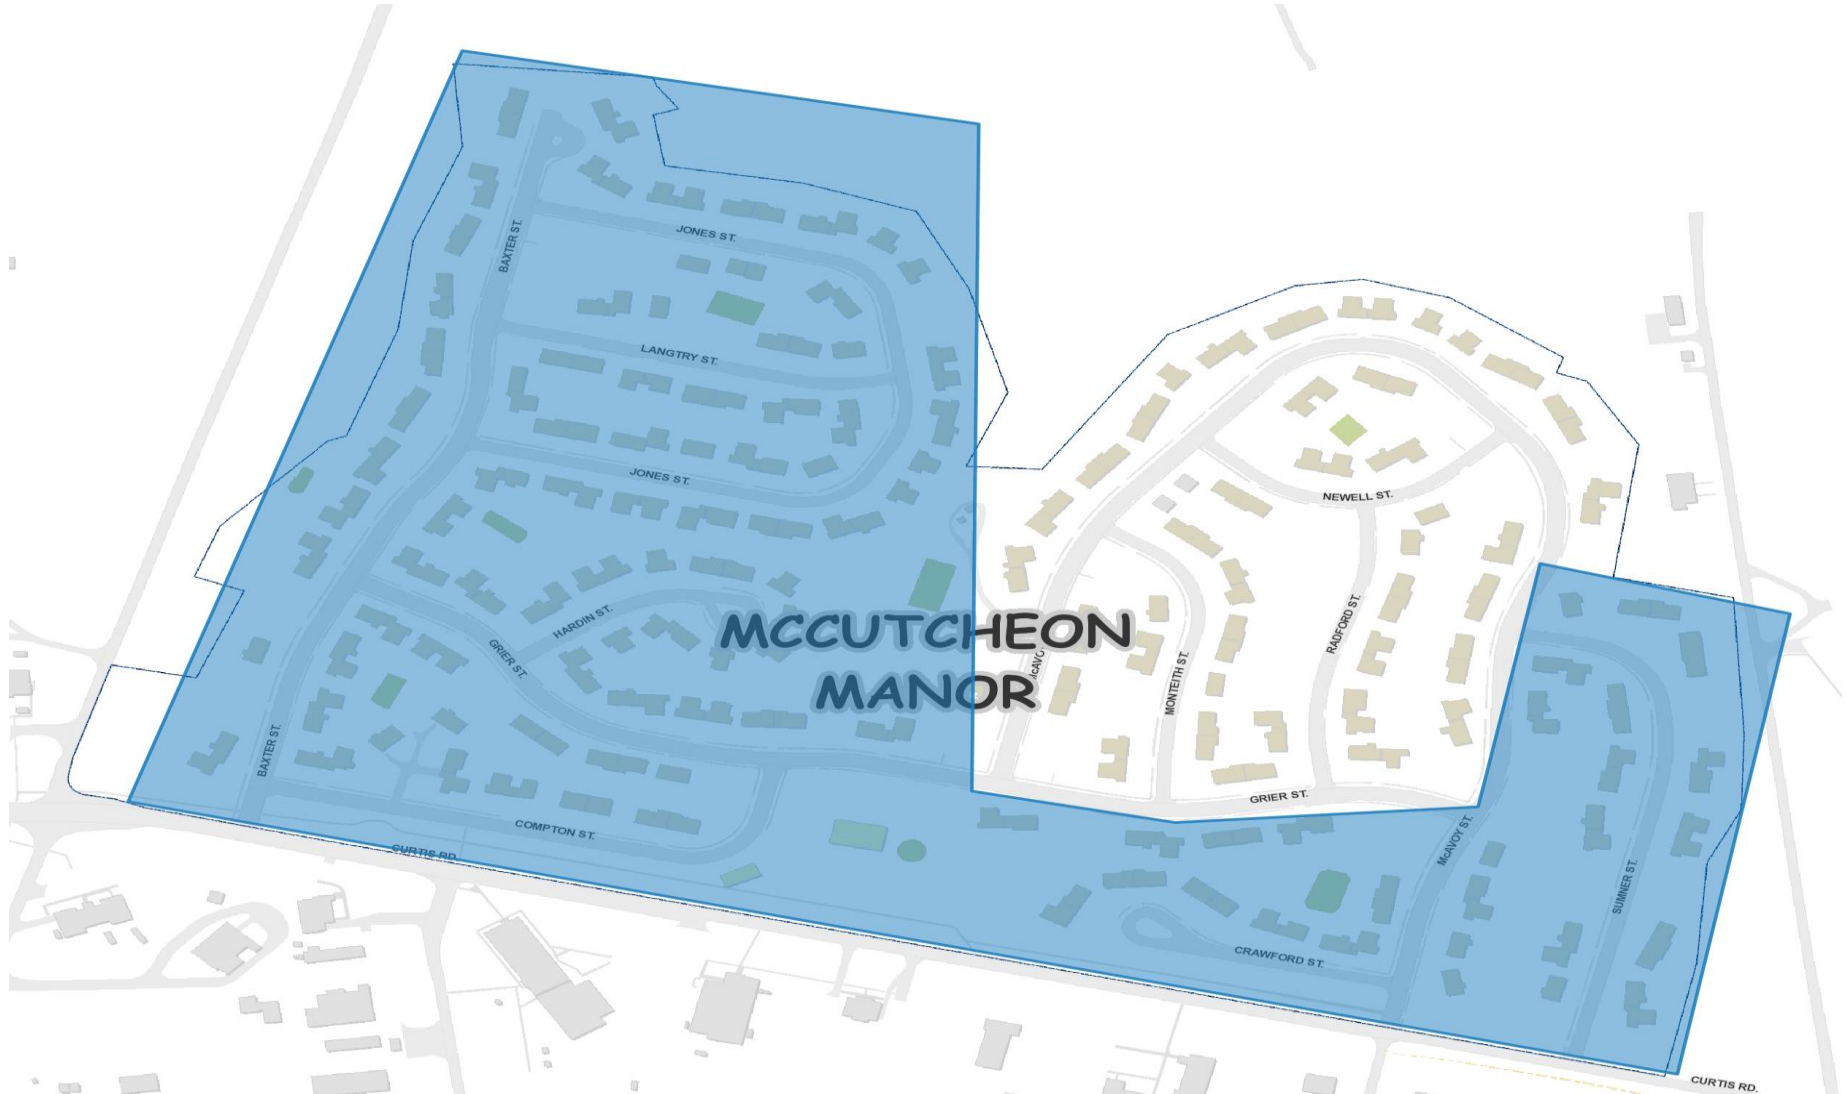 JONES ST.
BAXTER ST.
LANGTRY ST.
JONES ST.
NEWELL ST.
HARDIN ST.
RADFORD ST.
MCCUTCHEON
MANOR
GRIER ST.
MONTEITH ST.
BAXTER ST.
GRIER ST.
COMPTON ST.
McAVOY ST.
CURTIS RD.
SUMNER ST.
CRAWFORD ST.
CURTIS RD.